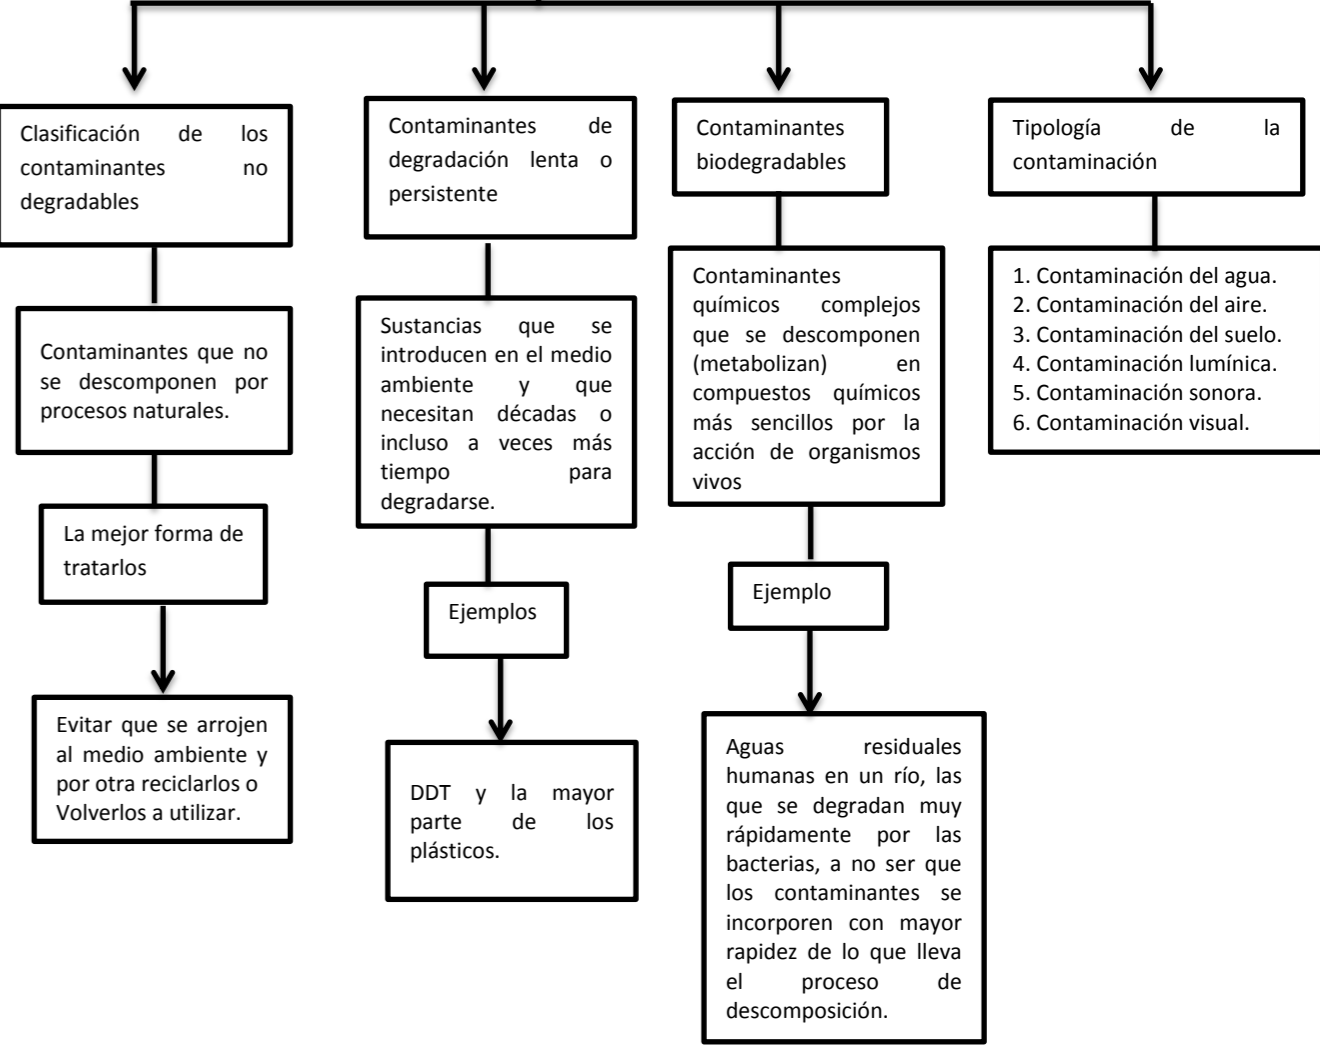 Clasificación de los
contaminantes no
degradables
Contaminantes que no
se descomponen por
procesos naturales.
La mejor forma de
tratarlos
Evitar que se arrojen
al medio ambiente y
por otra reciclarlos o
Volverlos a utilizar.
Contaminantes de
degradación lenta o
persistente
Sustancias que se
introducen en el medio
ambiente y que
necesitan décadas o
incluso a veces más
tiempo para
degradarse.
Ejemplos
DDT y la mayor
parte de los
plásticos.
Contaminantes
biodegradables
Contaminantes
químicos complejos
que se descomponen
(metabolizan) en
compuestos químicos
más sencillos por la
acción de organismos
vivos
Ejemplo
Aguas residuales
humanas en un río, las
que se degradan muy
rápidamente por las
bacterias, a no ser que
los contaminantes se
incorporen con mayor
rapidez de lo que lleva
el proceso de
descomposición.
Tipología de la
contaminación
1. Contaminación del agua.
2. Contaminación del aire.
3. Contaminación del suelo.
4. Contaminación lumínica.
5. Contaminación sonora.
6. Contaminación visual.